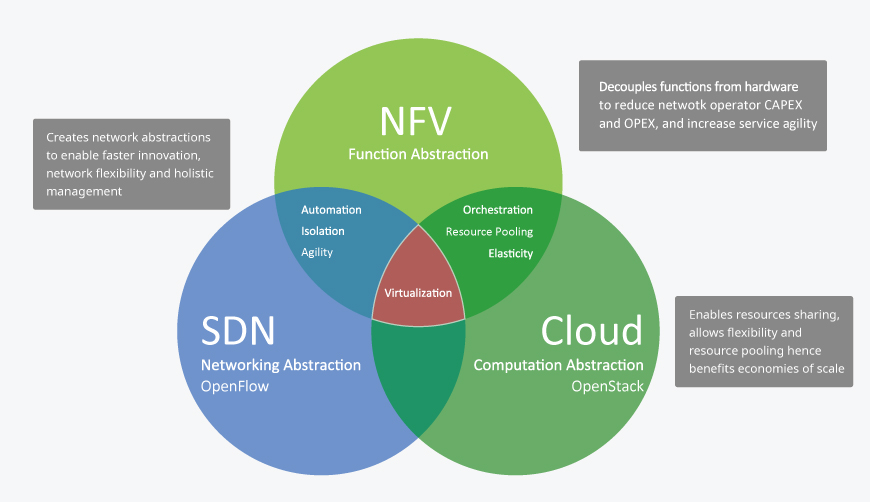 NFV
Function Abstraction
Decouples functions from hardware
to reduce netwotk operator CAPEX
and OPEX, and increase service agility
Creates network abstractions
to enable faster innovation,
network flexibility and holistic
management
Automation
Isolation
Agility
Orchestration
Resource Pooling
Elasticity
Virtualization
SDN
Networking Abstraction
OpenFlow
Cloud
Computation Abstraction
OpenStack
Enables resources sharing,
allows flexibility and
resource pooling hence
benefits economies of scale